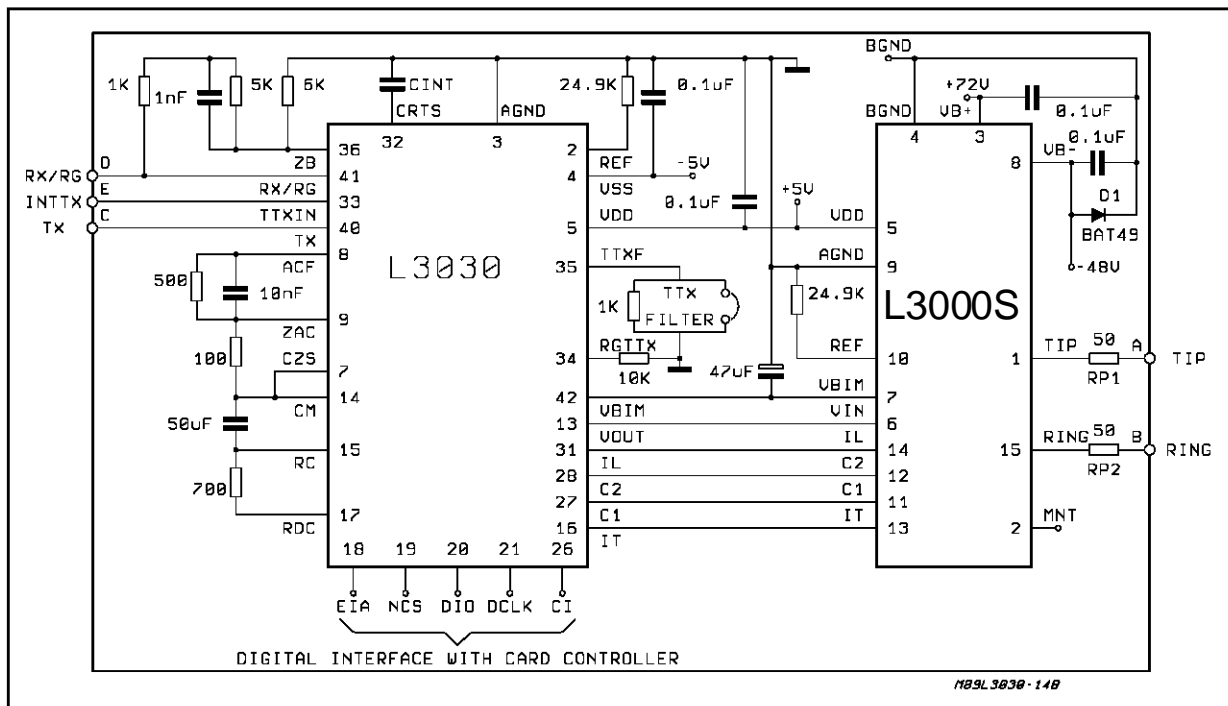 BGND
1K
1nF
5K
6K
CINT
24.9K
0.1uF
+72V
0.1uF
CRTS
AGND
BGND
VB+
32
3
4
3
0.1uF
36
2
8
VB-
D
ZB
REF
RX/RG
41
4
-5V
E
RX/RG
VSS
+5V
D1
INTTX
33
0.1uF
C
TTXIN
VDD
VDD
BAT49
TX
40
5
5
TX
TTXF
AGND
8
L3030
35
9
-48V
500
ACF
10nF
TTX
24.9K
L3000S
1K
FILTER
9
ZAC
RGTTX
REF
TIP
50
A
100
CZS
34
10
1
TIP
7
10K
47uF
RP1
14
42
VBIM
7
CM
VBIM
VIN
50uF
13
6
VOUT
IL
RING
50
B
15
31
14
15
RING
RC
IL
C2
RP2
700
28
12
C2
C1
27
11
17
C1
IT
MNT
RDC
16
13
2
IT
18
19
20
21
26
EIA
NCS
DIO
DCLK
CI
DIGITAL INTERFACE WITH CARD CONTROLLER
M89L3030-14B